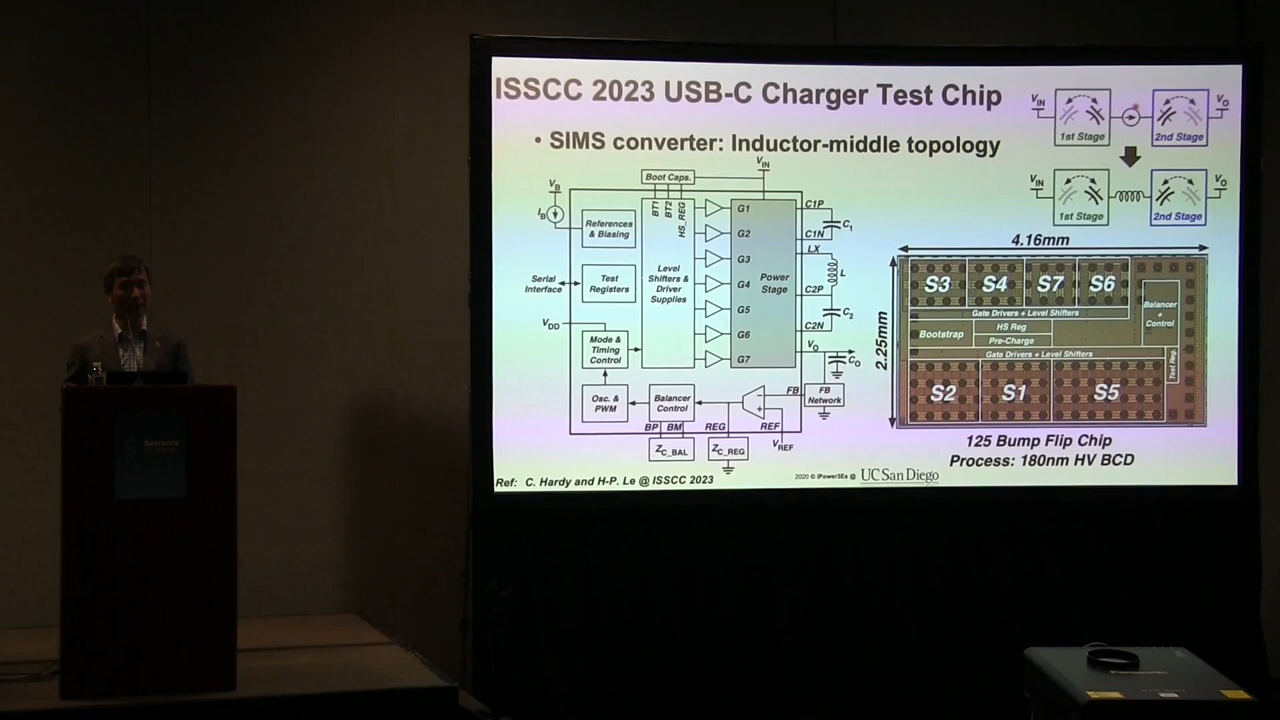 ISSCC 2023 USB-C Charger Test Chip
• SIMS converter: Inductor-middle topology
VIN
1st Stage
2nd Stage
VO
VIN
1st Stage
2nd Stage
VO
VIN
Boot Caps.
VB
IB
References & Biasing
BT1
BT2
HS_REG
Serial Interface
Test Registers
Level Shifters & Driver Supplies
G1
G2
G3
G4
G5
G6
G7
Power Stage
C1P
C1
C1N
LX
L
C2P
C2
C2N
VO
CO
VDD
Mode & Timing Control
Osc. & PWM
Balancer Control
FB
FB Network
BP
BM
REG
REF
VREF
ZC_BAL
ZC_REG
4.16mm
2.25mm
S3
S4
S7
S6
Gate Drivers + Level Shifters
Balancer + Control
Bootstrap
HS Reg
Pre-Charge
Gate Drivers + Level Shifters
Test Reg.
S2
S1
S5
125 Bump Flip Chip
Process: 180nm HV BCD
Ref: C. Hardy and H-P. Le @ ISSCC 2023
2020 © iPower3Es @ UC San Diego
Sensors
Panasonic